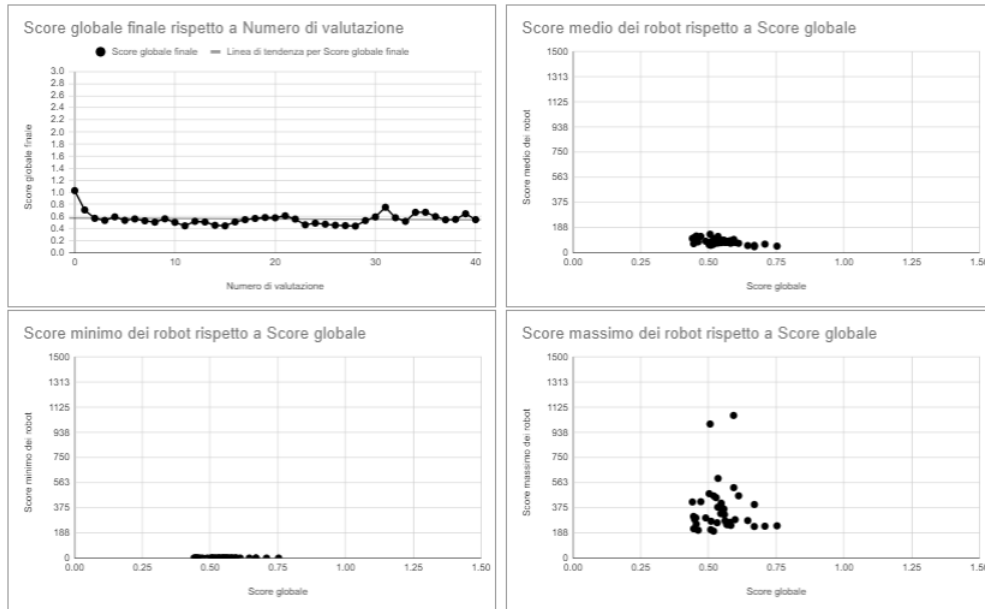 Score globale finale rispetto a Numero di valutazione
Score globale finale
Linea di tendenza per Score globale finale
3.0
2.8
2.6
2.4
2.2
2.0
1.8
1.6
1.4
1.2
1.0
0.8
0.6
0.4
0.2
0.0
Score globale finale
0 10 20 30 40
Numero di valutazione
Score medio dei robot rispetto a Score globale
1500
1313
1125
938
750
563
375
188
0
Score medio dei robot
0.00 0.25 0.50 0.75 1.00 1.25 1.50
Score globale
Score minimo dei robot rispetto a Score globale
1500
1313
1125
938
750
563
375
188
0
Score minimo dei robot
0.00 0.25 0.50 0.75 1.00 1.25 1.50
Score globale
Score massimo dei robot rispetto a Score globale
1500
1313
1125
938
750
563
375
188
0
Score massimo dei robot
0.00 0.25 0.50 0.75 1.00 1.25 1.50
Score globale